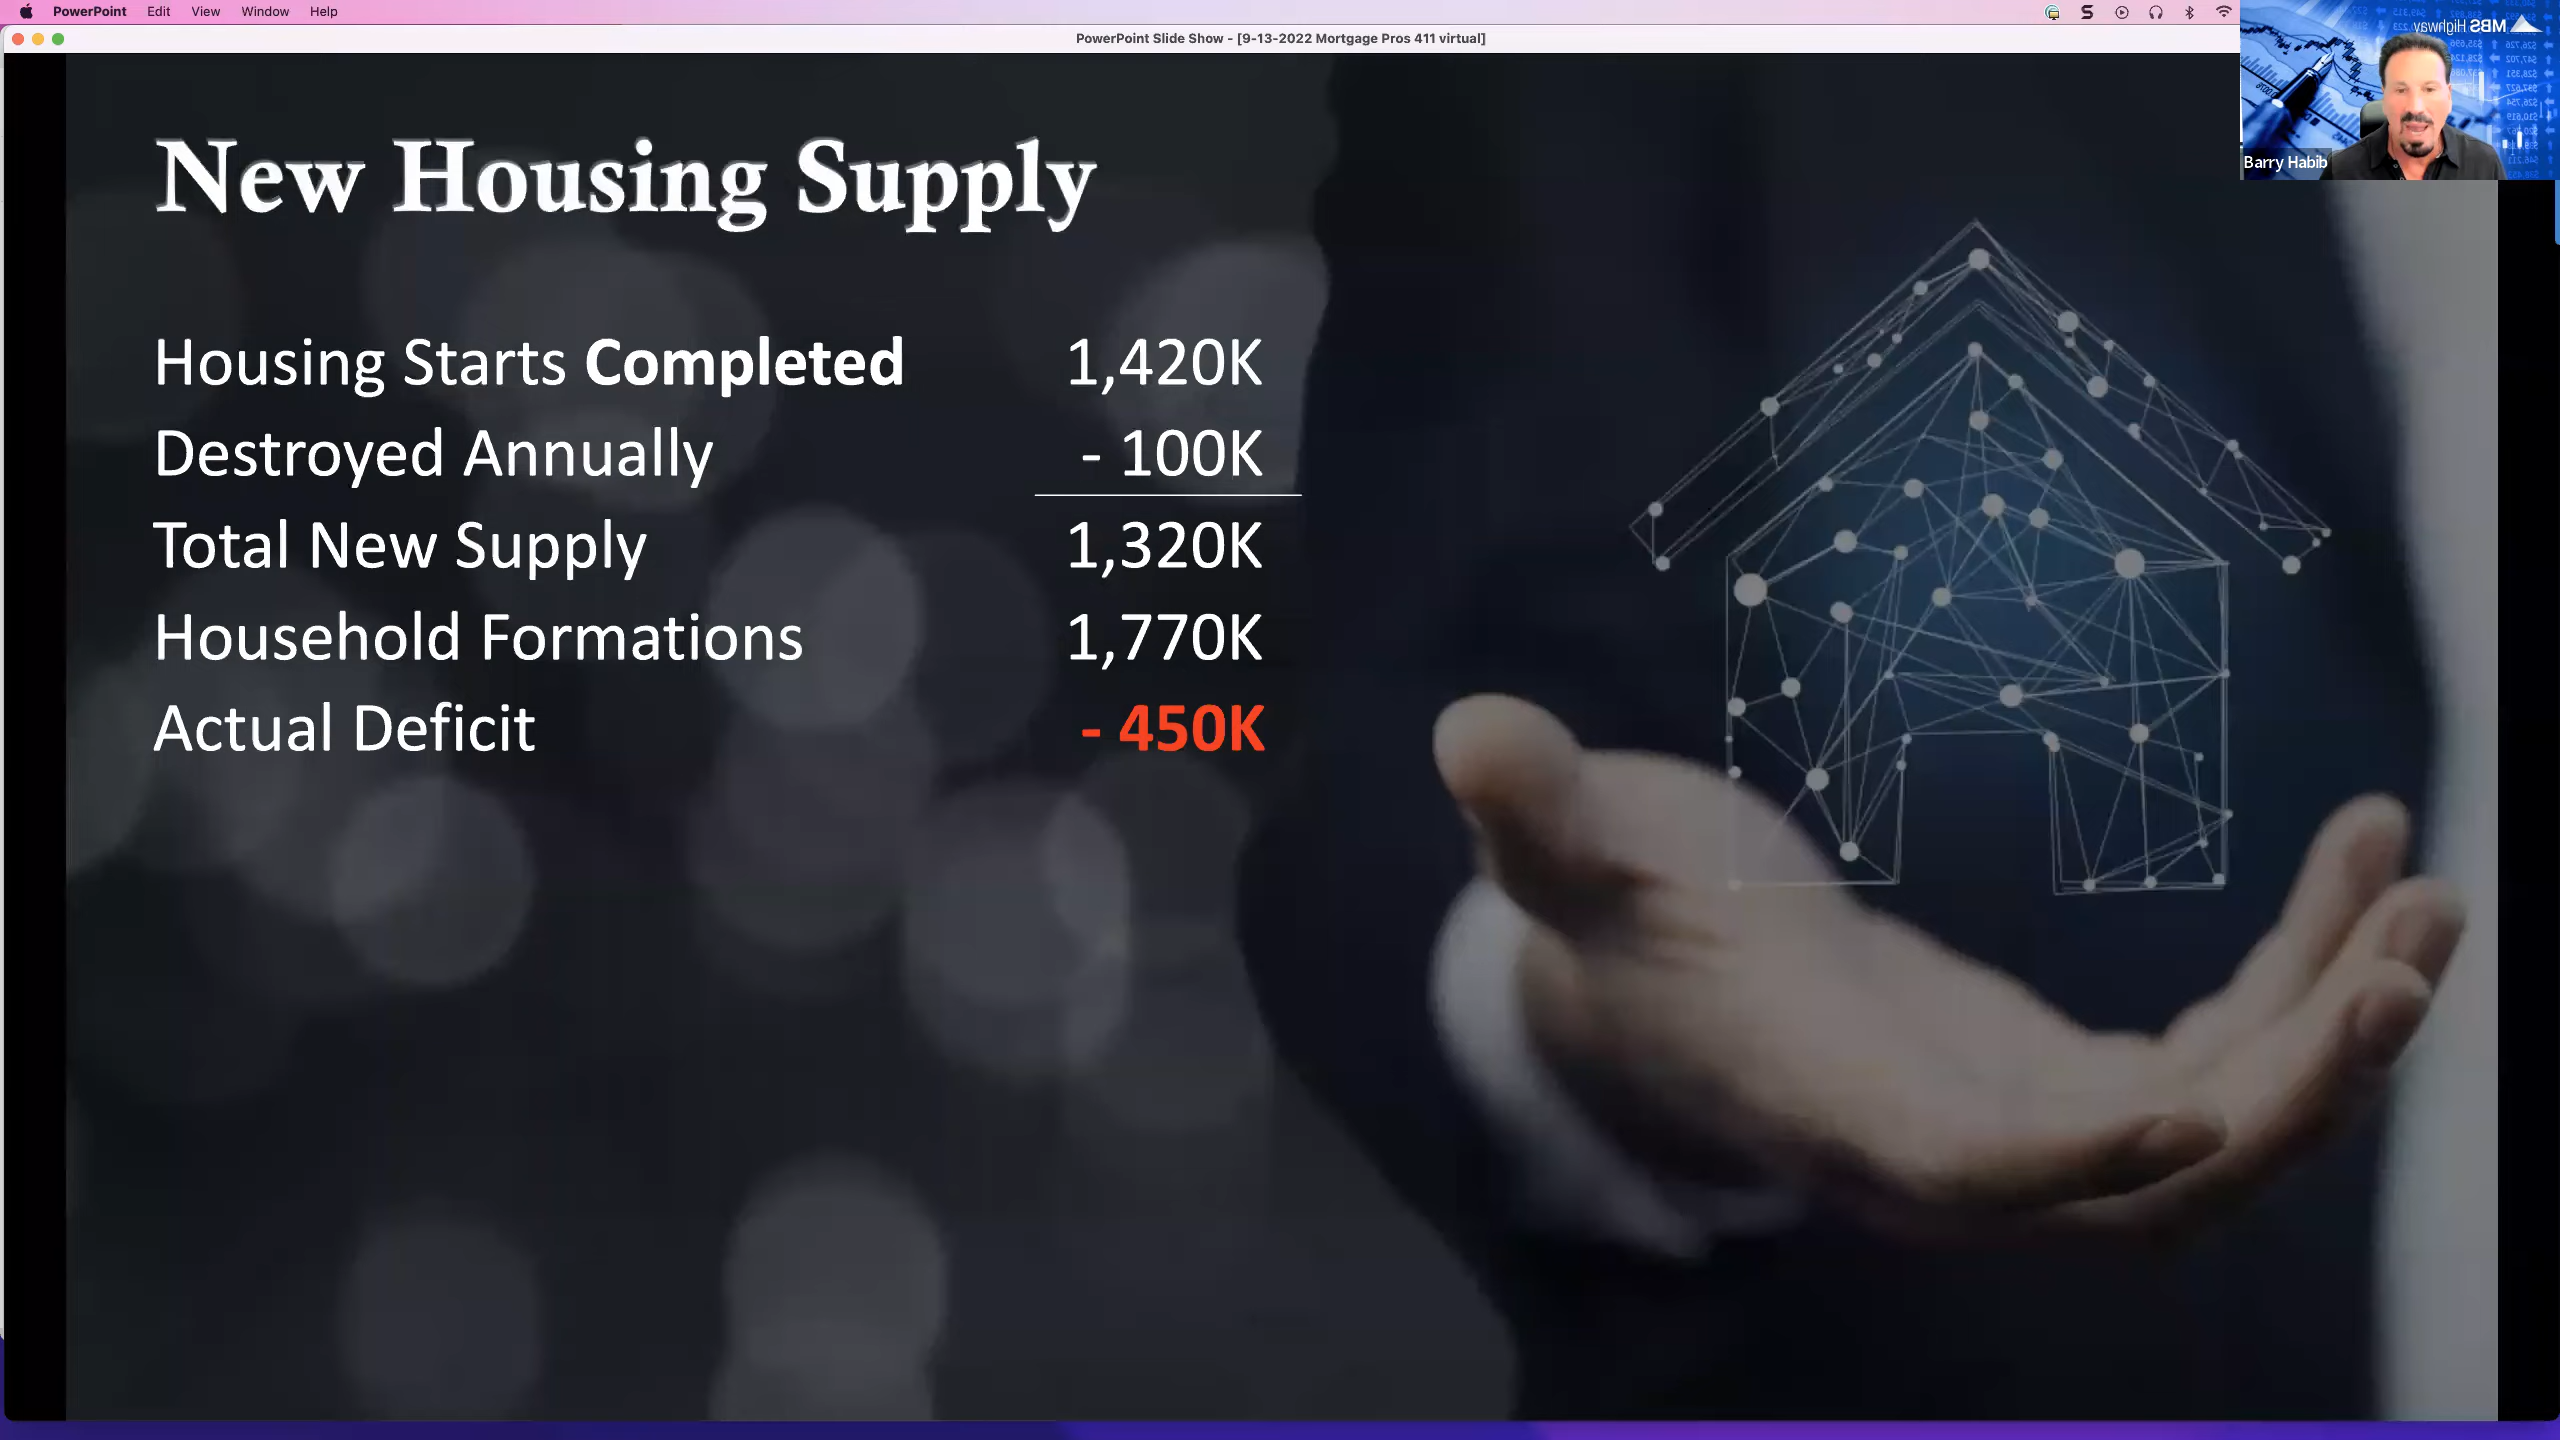 PowerPoint Edit View Window Help
PowerPoint Slide Show - [9-13-2022 Mortgage Pros 411 virtual]
MBS Highway
Barry Habib
New Housing Supply
Housing Starts Completed 1,420K
Destroyed Annually - 100K
Total New Supply 1,320K
Household Formations 1,770K
Actual Deficit - 450K